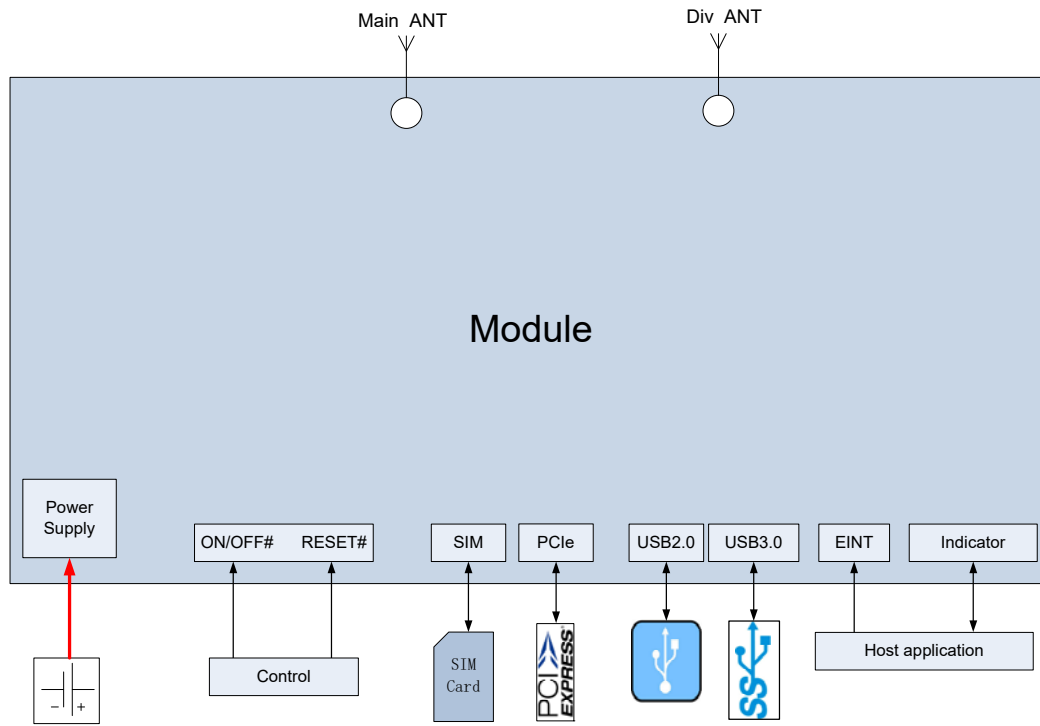 Main ANT
Div ANT
Module
Power
Supply
ON/OFF# RESET#
SIM
PCIe
USB2.0
USB3.0
EINT
Indicator
− +
Control
SIM
Card
PCI
EXPRESS®
SS
Host application